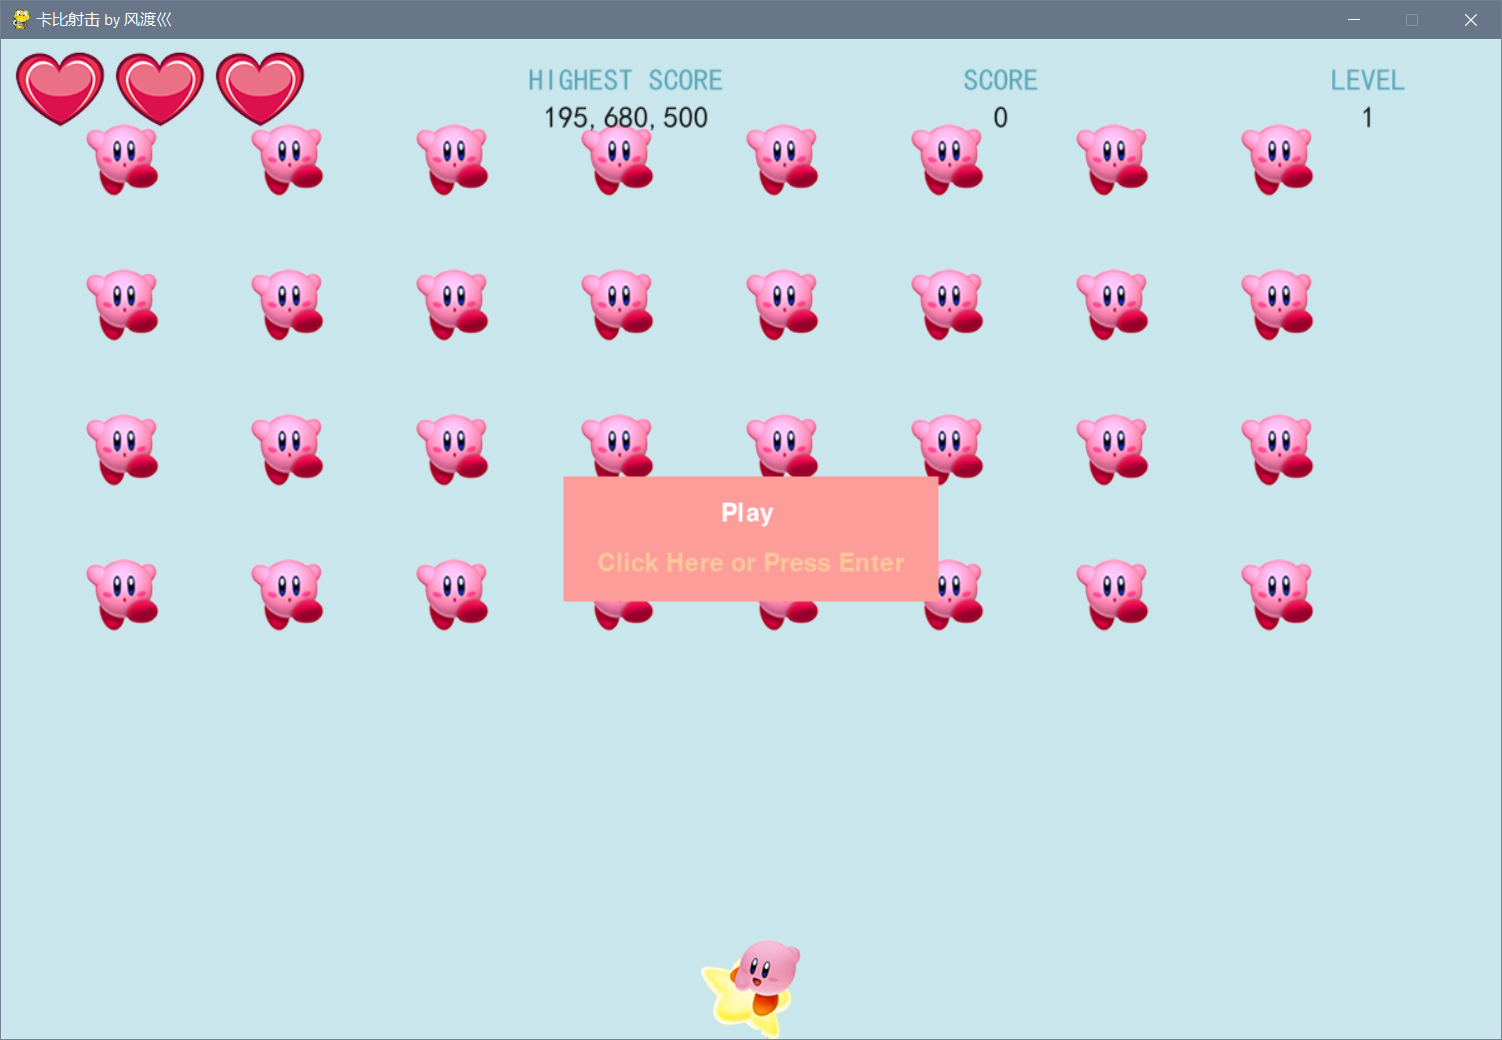 卡比射击 by 风渡巛
HIGHEST SCORE
195,680,500
SCORE
0
LEVEL
1
Play
Click Here or Press Enter